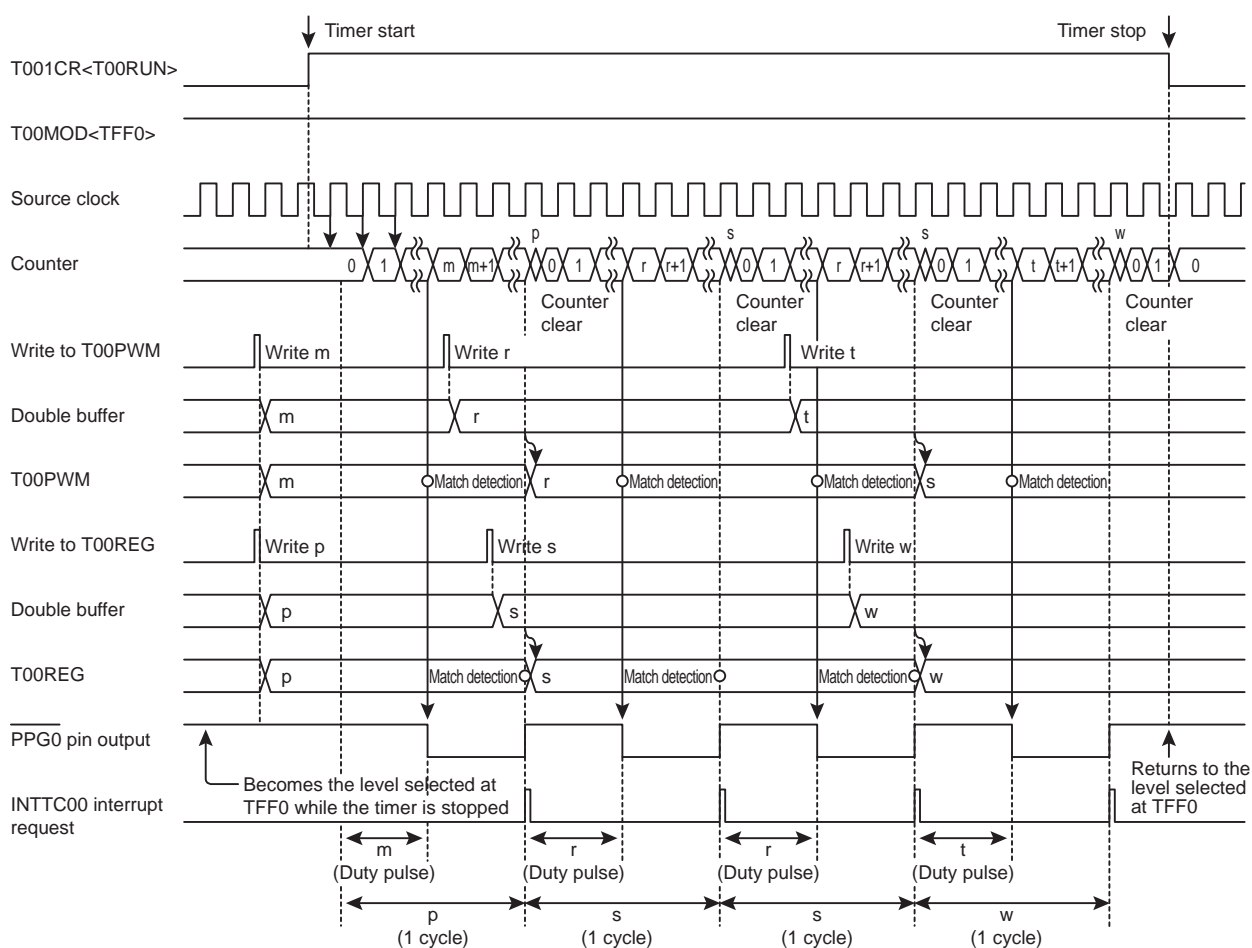 Timer start
Timer stop
T001CR<T00RUN>
T00MOD<TFF0>
Source clock
p s s w
Counter 0 1 m m+1 0 1 r r+1 0 1 r r+1 0 1 t t+1 0 1 0
Counter clear Counter clear Counter clear Counter clear
Write to T00PWM Write m Write r Write t
Double buffer m r t
T00PWM m Match detection r Match detection Match detection s Match detection
Write to T00REG Write p Write s Write w
Double buffer p s w
T00REG p Match detection s Match detection Match detection w
PPG0 pin output
Becomes the level selected at
TFF0 while the timer is stopped
Returns to the
level selected
at TFF0
INTTC00 interrupt
request
m r r t
(Duty pulse) (Duty pulse) (Duty pulse) (Duty pulse)
p s s w
(1 cycle) (1 cycle) (1 cycle) (1 cycle)